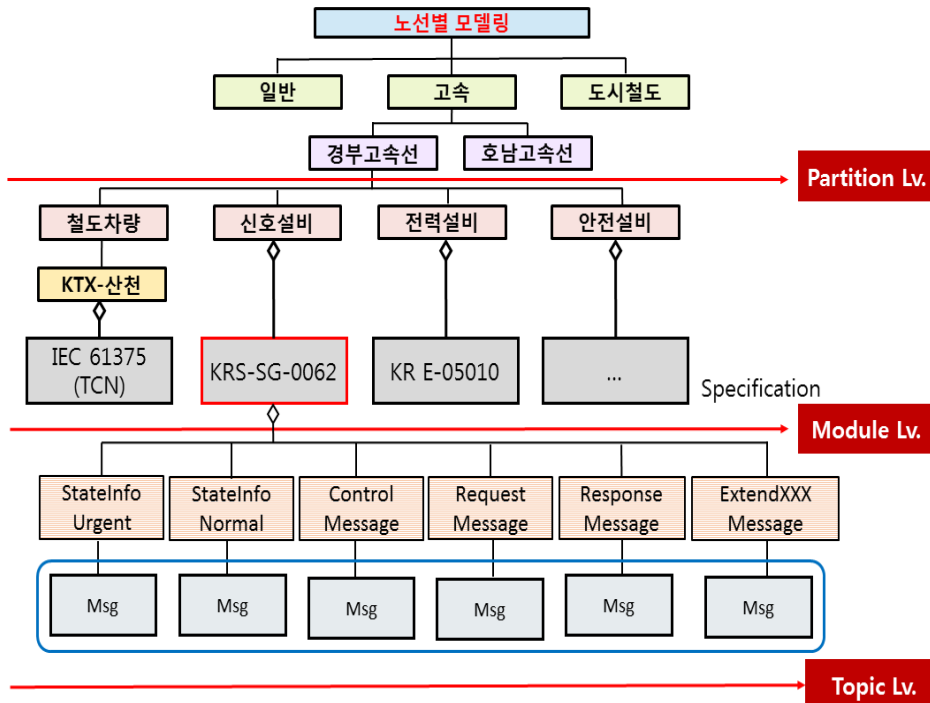 노선별 모델링
일반
고속
도시철도
경부고속선
호남고속선
Partition Lv.
철도차량
신호설비
전력설비
안전설비
KTX-산천
IEC 61375
(TCN)
KRS-SG-0062
KR E-05010
...
Specification
Module Lv.
StateInfo
Urgent
StateInfo
Normal
Control
Message
Request
Message
Response
Message
ExtendXXX
Message
Msg
Msg
Msg
Msg
Msg
Msg
Topic Lv.